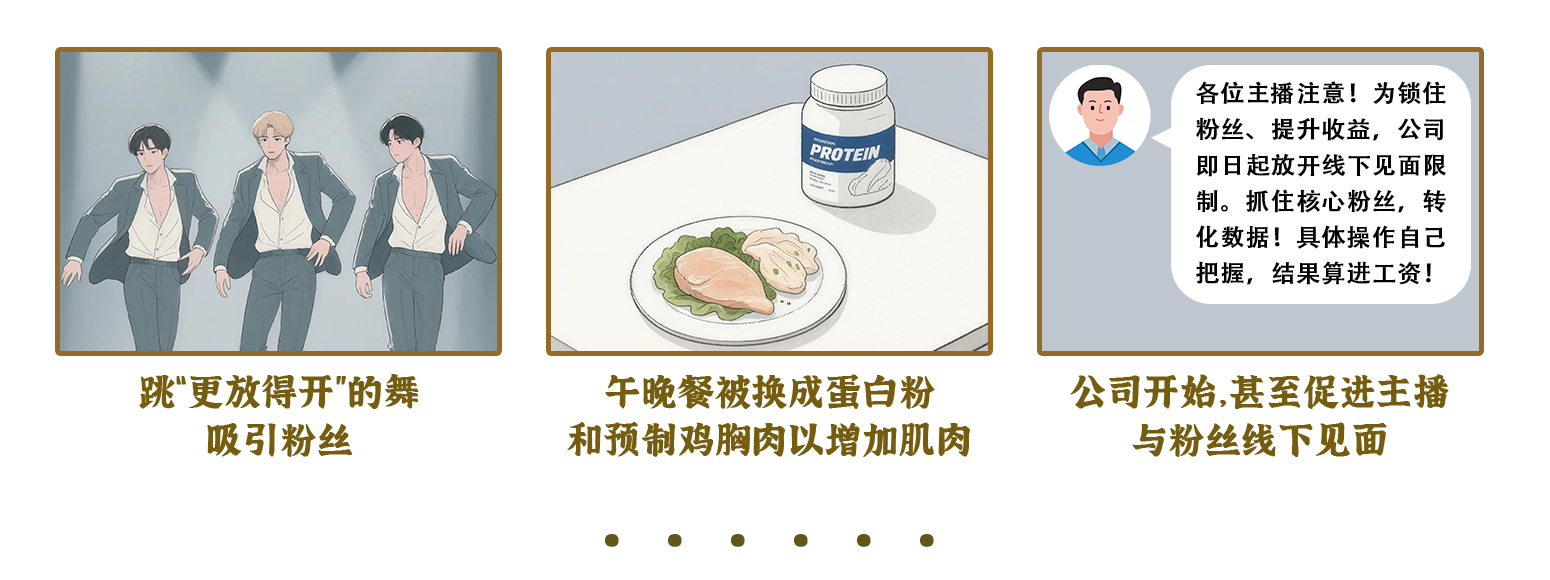 各位主播注意！为锁住
粉丝、提升收益，公司
即日起放开线下见面限
制。抓住核心粉丝，转
化数据！具体操作自己
把握，结果算进工资！
PROTEIN
跳“更放得开”的舞
吸引粉丝
午晚餐被换成蛋白粉
和预制鸡胸肉以增加肌肉
公司开始,甚至促进主播
与粉丝线下见面